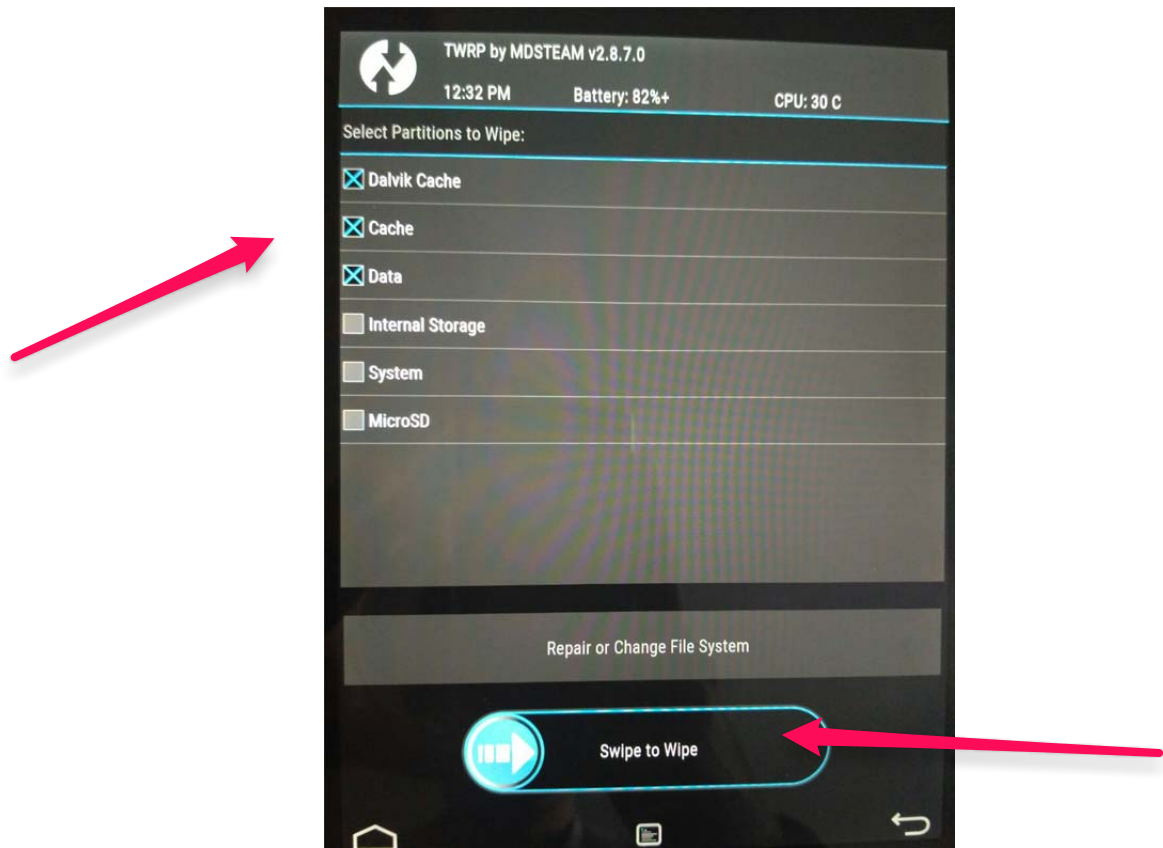 TWRP by MDSTEAM v2.8.7.0
12:32 PM Battery: 82%+ CPU: 30 C
Select Partitions to Wipe:
Dalvik Cache
Cache
Data
Internal Storage
System
MicroSD
Repair or Change File System
Swipe to Wipe